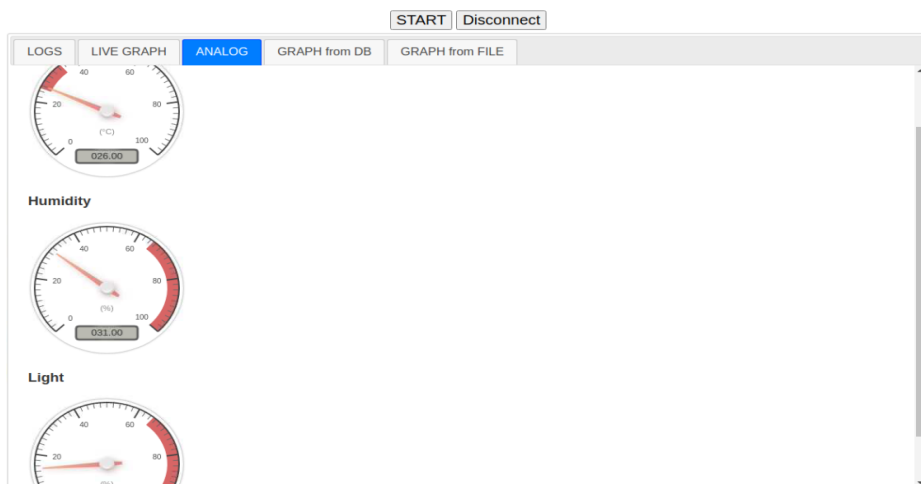 START Disconnect
LOGS LIVE GRAPH ANALOG GRAPH from DB GRAPH from FILE
40 60
20 80
(°C)
0 100
026.00
Humidity
40 60
20 80
(%)
0 100
031.00
Light
40 60
20 80
(%)